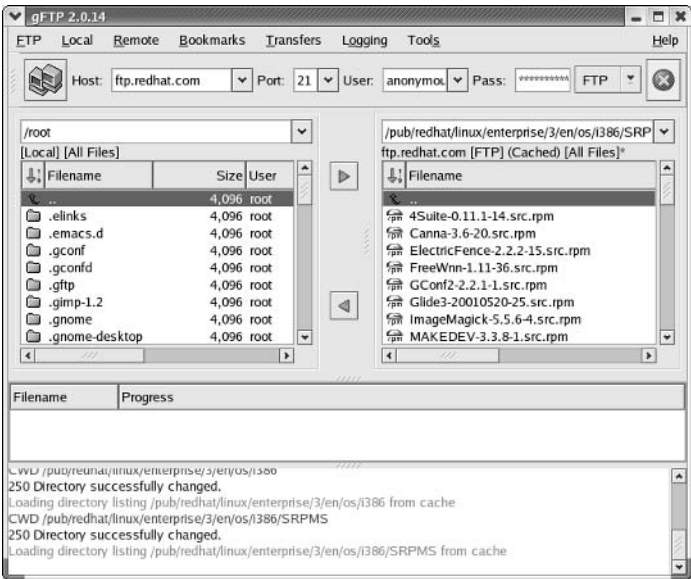 gFTP 2.0.14
FTP Local Remote Bookmarks Transfers Logging Tools Help
Host: ftp.redhat.com Port: 21 User: anonymou Pass: ********** FTP
/root
[Local] [All Files]
Filename Size User
.. 4,096 root
.elinks 4,096 root
.emacs.d 4,096 root
.gconf 4,096 root
.gconfd 4,096 root
.gftp 4,096 root
.gimp-1.2 4,096 root
.gnome 4,096 root
.gnome-desktop 4,096 root
/pub/redhat/linux/enterprise/3/en/os/i386/SRP
ftp.redhat.com [FTP] (Cached) [All Files]*
Filename
..
4Suite-0.11.1-14.src.rpm
Canna-3.6-20.src.rpm
ElectricFence-2.2.2-15.src.rpm
FreeWnn-1.11-36.src.rpm
GConf2-2.2.1-1.src.rpm
Glide3-20010520-25.src.rpm
ImageMagick-5.5.6-4.src.rpm
MAKEDEV-3.3.8-1.src.rpm
Filename Progress
CWD /pub/redhat/linux/enterprise/3/en/os/i386
250 Directory successfully changed.
Loading directory listing /pub/redhat/linux/enterprise/3/en/os/i386 from cache
CWD /pub/redhat/linux/enterprise/3/en/os/i386/SRPMS
250 Directory successfully changed.
Loading directory listing /pub/redhat/linux/enterprise/3/en/os/i386/SRPMS from cache